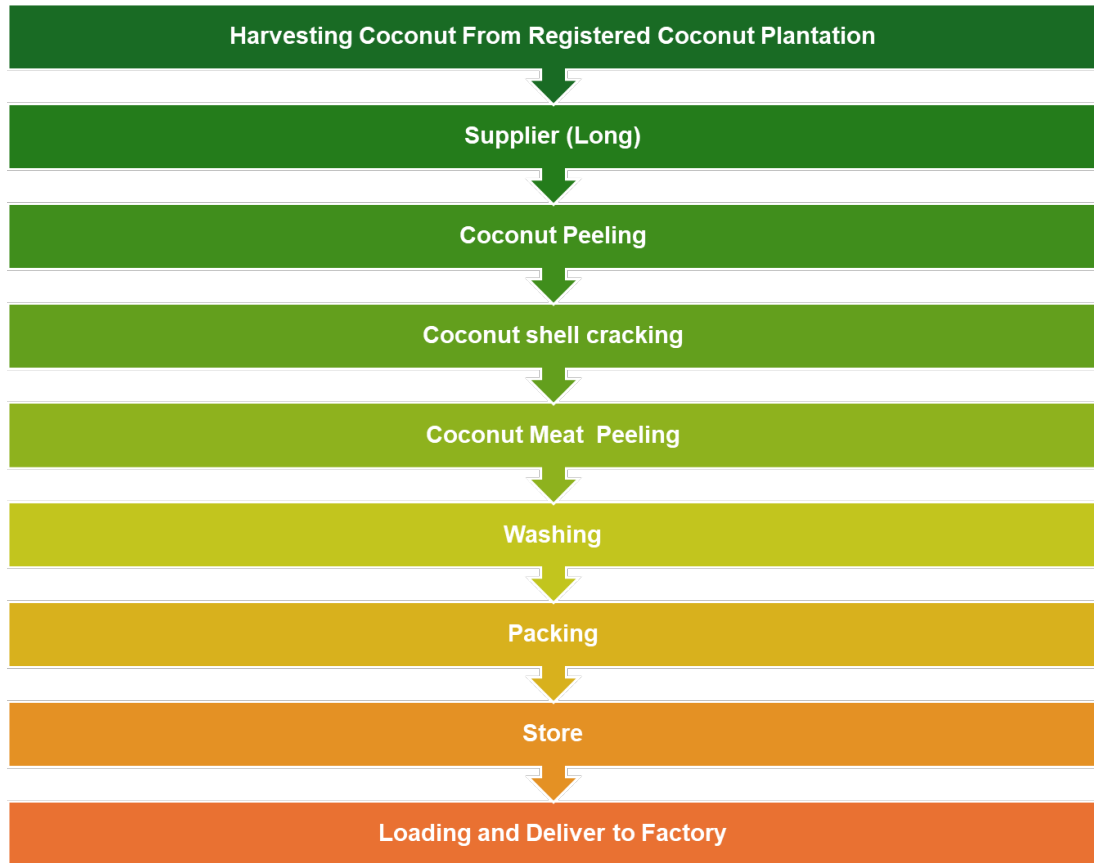 Harvesting Coconut From Registered Coconut Plantation
Supplier (Long)
Coconut Peeling
Coconut shell cracking
Coconut Meat  Peeling
Washing
Packing
Store
Loading and Deliver to Factory